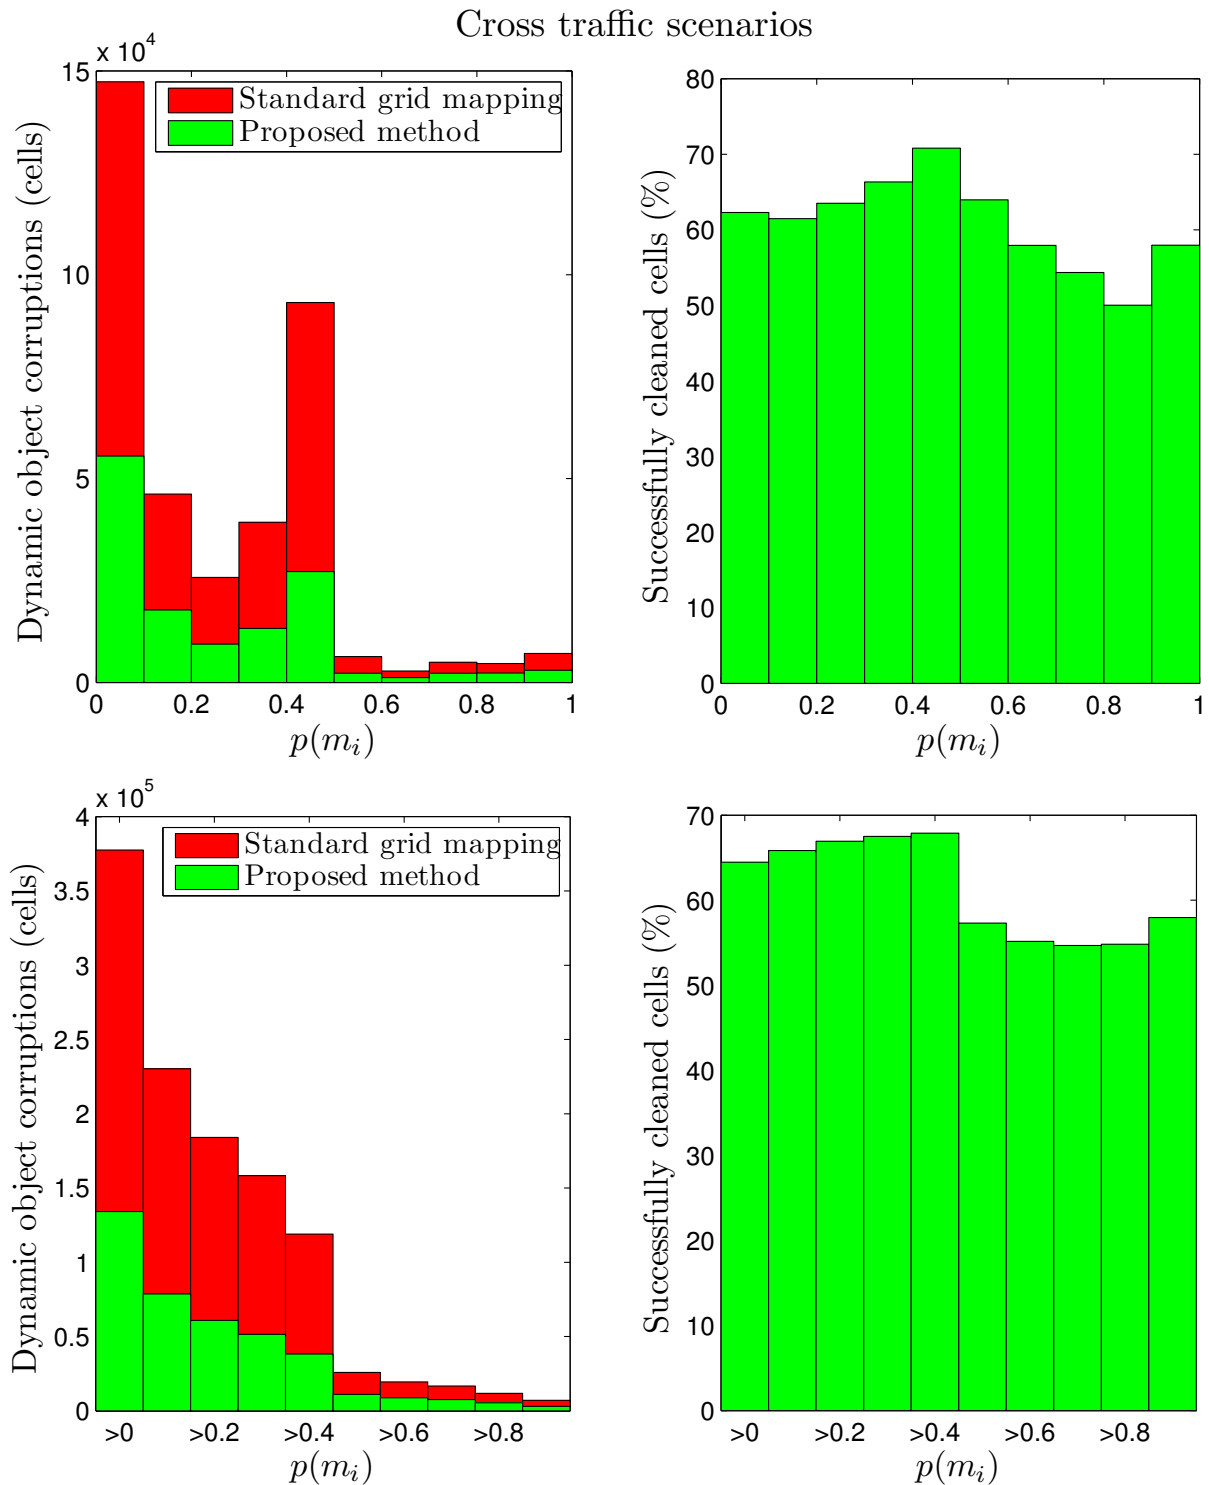 Cross traffic scenarios
x 10^4
15
10
5
0
0 0.2 0.4 0.6 0.8 1
p(m_i)
Dynamic object corruptions (cells)
Standard grid mapping
Proposed method
80
70
60
50
40
30
20
10
0
0 0.2 0.4 0.6 0.8 1
p(m_i)
Successfully cleaned cells (%)
x 10^5
4
3.5
3
2.5
2
1.5
1
0.5
0
>0 >0.2 >0.4 >0.6 >0.8
p(m_i)
Dynamic object corruptions (cells)
Standard grid mapping
Proposed method
70
60
50
40
30
20
10
0
>0 >0.2 >0.4 >0.6 >0.8
p(m_i)
Successfully cleaned cells (%)